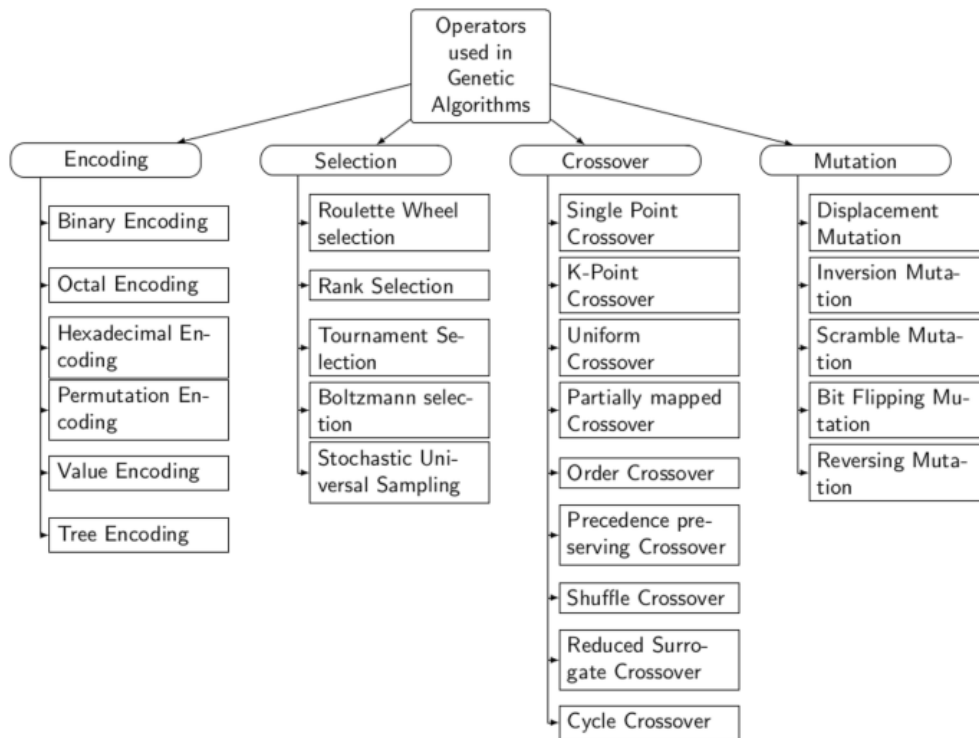 Operators
used in
Genetic
Algorithms
Encoding
Binary Encoding
Octal Encoding
Hexadecimal En-
coding
Permutation En-
coding
Value Encoding
Tree Encoding
Selection
Roulette Wheel
selection
Rank Selection
Tournament Se-
lection
Boltzmann selec-
tion
Stochastic Uni-
versal Sampling
Crossover
Single Point
Crossover
K-Point
Crossover
Uniform
Crossover
Partially mapped
Crossover
Order Crossover
Precedence pre-
serving Crossover
Shuffle Crossover
Reduced Surro-
gate Crossover
Cycle Crossover
Mutation
Displacement
Mutation
Inversion Muta-
tion
Scramble Muta-
tion
Bit Flipping Mu-
tation
Reversing Muta-
tion